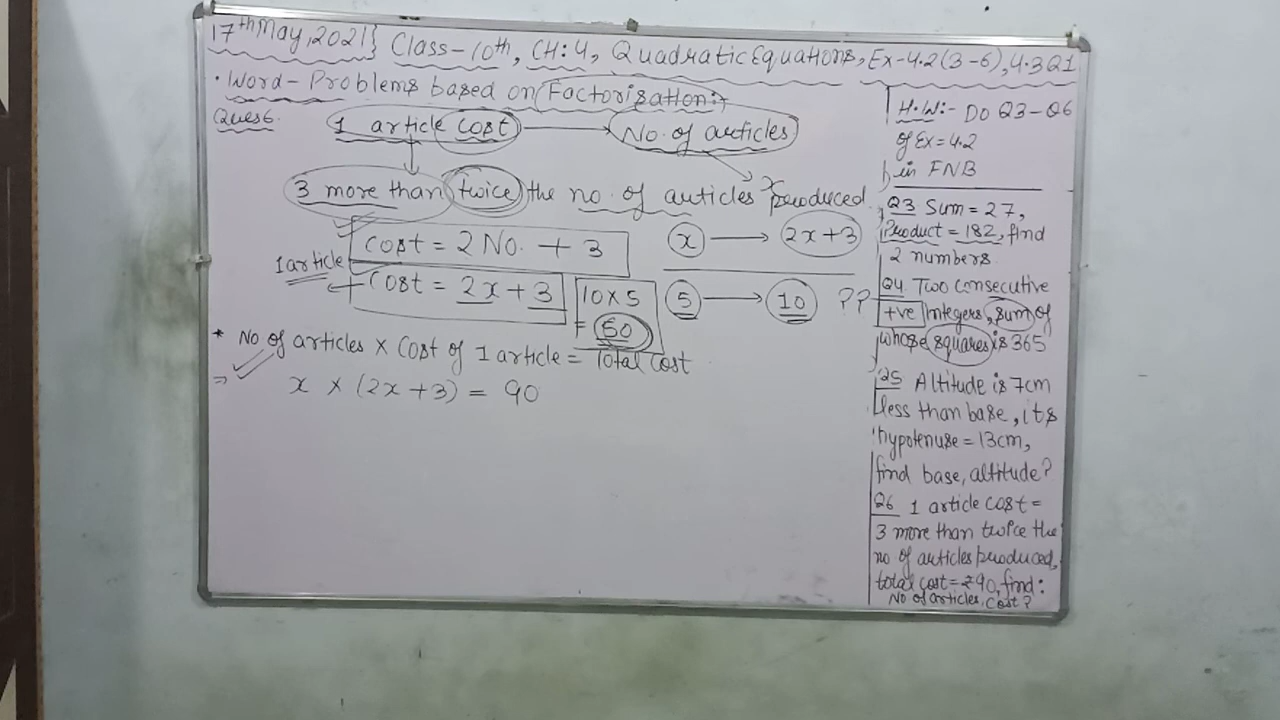 17th May, 2021} Class-10th, CH:4, Quadratic Equations, Ex-4.2(3-6), 4.3Q1
· Word-Problems based on Factorisation:-
Quest.
1 article cost → No. of articles
3 more than twice the no. of articles produced.
x
cost = 2 No. + 3
x → 2x+3
1 article
cost = 2x + 3
10 x 5
= 50
5 → 10 ??
* No of articles x Cost of 1 article = Total cost
⇒ x x (2x+3) = 90
H.W:- Do Q3-Q6
of Ex=4.2
in FNB
Q3 Sum = 27,
Product = 182, find
2 numbers.
Q4 Two consecutive
+ve Integers, sum of
whose squares is 365
Q5 Altitude is 7cm
less than base, its
hypotenuse = 13cm,
find base, altitude?
Q6 1 article cost =
3 more than twice the
no of articles produced,
total cost = ₹90, find:
No of articles, cost?